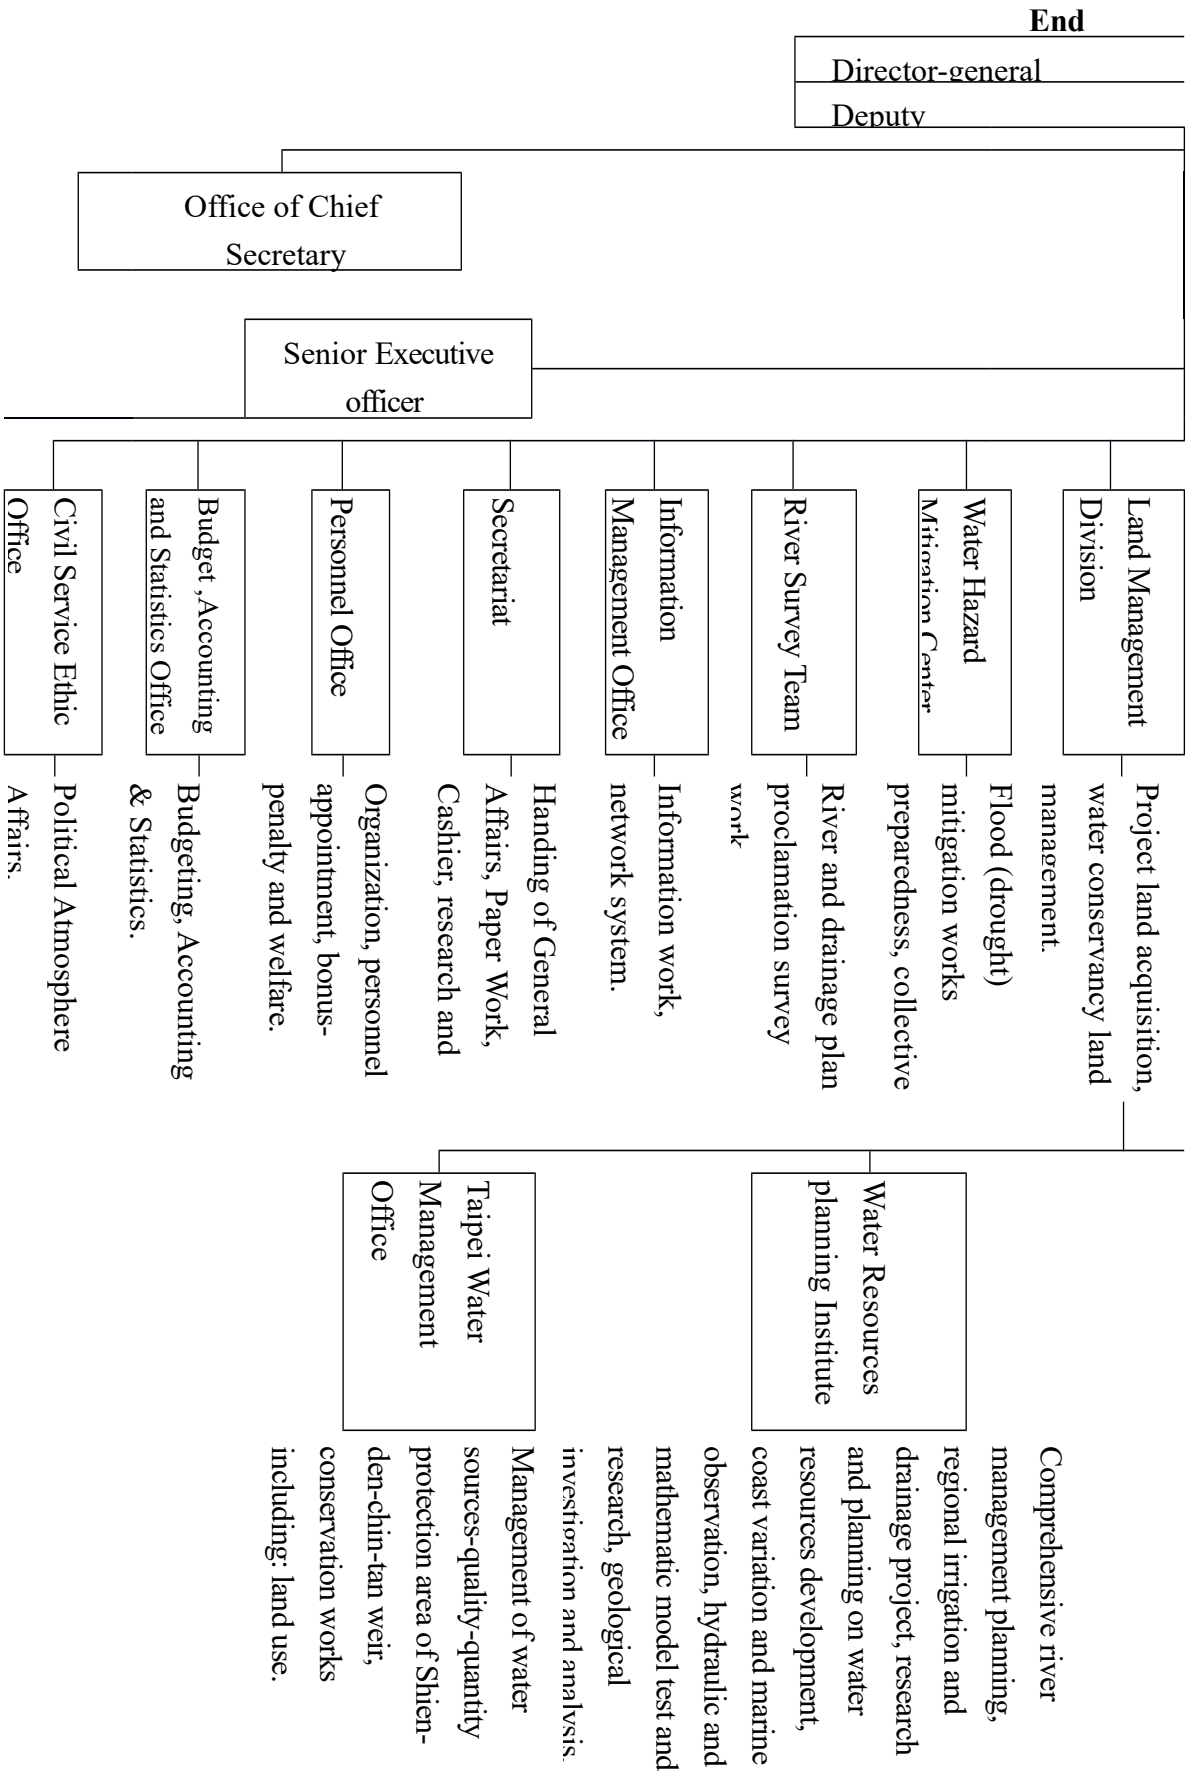 End
Director-general
Deputy
Office of Chief
Secretary
Senior Executive
officer
Land Management
Division
Water Hazard
Mitigation Center
River Survey Team
Information
Management Office
Secretariat
Personnel Office
Budget ,Accounting
and Statistics Office
Civil Service Ethic
Office
Project land acquisition,
water conservancy land
management.
Flood (drought)
mitigation works
preparedness, collective
River and drainage plan
proclamation survey
work
Information work,
network system.
Handing of General
Affairs, Paper Work,
Cashier, research and
Organization, personnel
appointment, bonus-
penalty and welfare.
Budgeting, Accounting
& Statistics.
Political Atmosphere
Affairs.
Water Resources
planning Institute
Taipei Water
Management
Office
Comprehensive river
management planning,
regional irrigation and
drainage project, research
and planning on water
resources development,
coast variation and marine
observation, hydraulic and
mathematic model test and
research, geological
investigation and analysis.
Management of water
sources-quality-quantity
protection area of Shien-
den-chin-tan weir,
conservation works
including: land use.